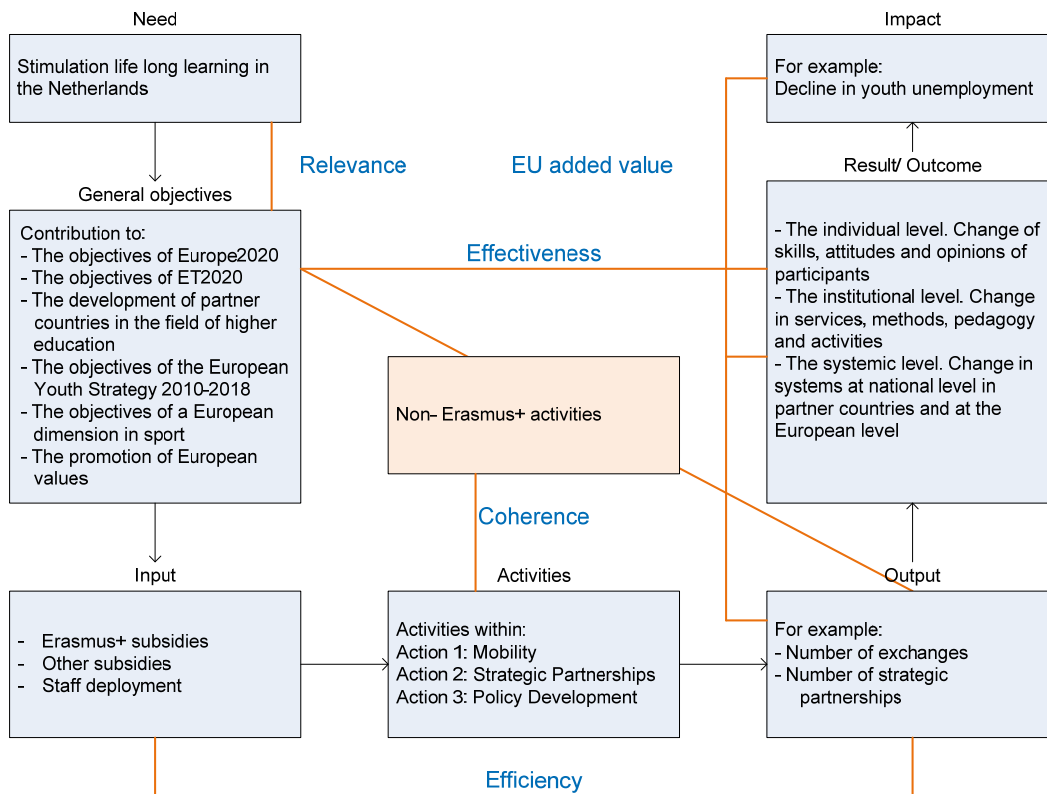 Need
Stimulation life long learning in
the Netherlands
Impact
For example:
Decline in youth unemployment
Relevance
EU added value
General objectives
Contribution to:
- The objectives of Europe2020
- The objectives of ET2020
- The development of partner
countries in the field of higher
education
- The objectives of the European
Youth Strategy 2010-2018
- The objectives of a European
dimension in sport
- The promotion of European
values
Effectiveness
Result/ Outcome
- The individual level. Change of
skills, attitudes and opinions of
participants
- The institutional level. Change
in services, methods, pedagogy
and activities
- The systemic level. Change in
systems at national level in
partner countries and at the
European level
Non- Erasmus+ activities
Coherence
Input
- Erasmus+ subsidies
- Other subsidies
- Staff deployment
Activities
Activities within:
Action 1: Mobility
Action 2: Strategic Partnerships
Action 3: Policy Development
Output
For example:
- Number of exchanges
- Number of strategic
partnerships
Efficiency